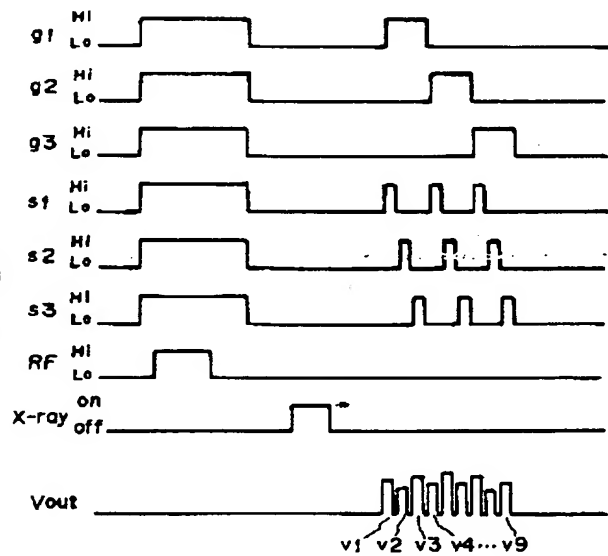 g1 Hi
Lo
g2 Hi
Lo
g3 Hi
Lo
s1 Hi
Lo
s2 Hi
Lo
s3 Hi
Lo
RF Hi
Lo
X-ray on
off
Vout
v1 v2 v3 v4... v9